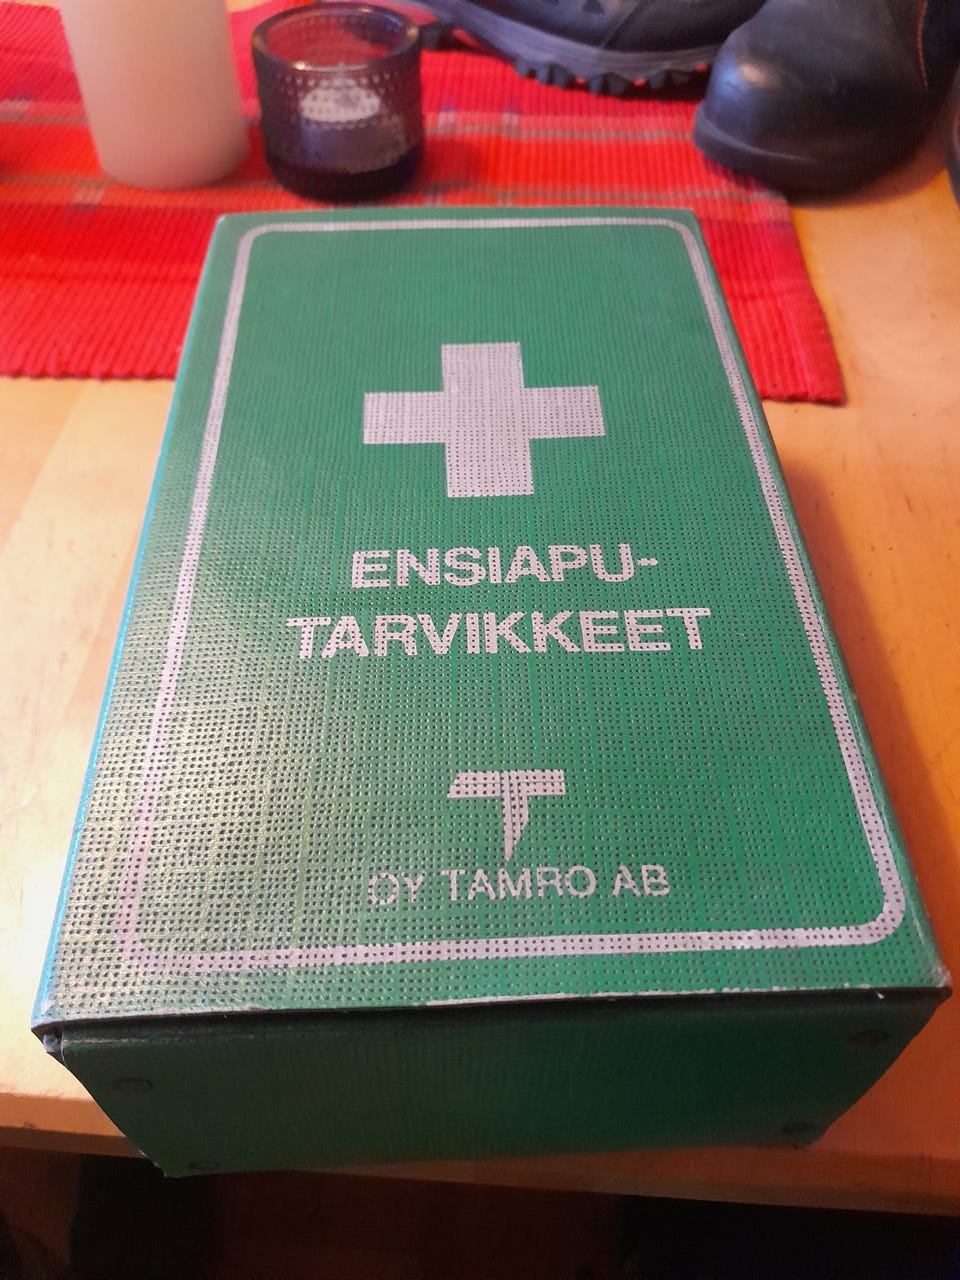 ENSIAPU-
TARVIKKEET
OY TAMRO AB